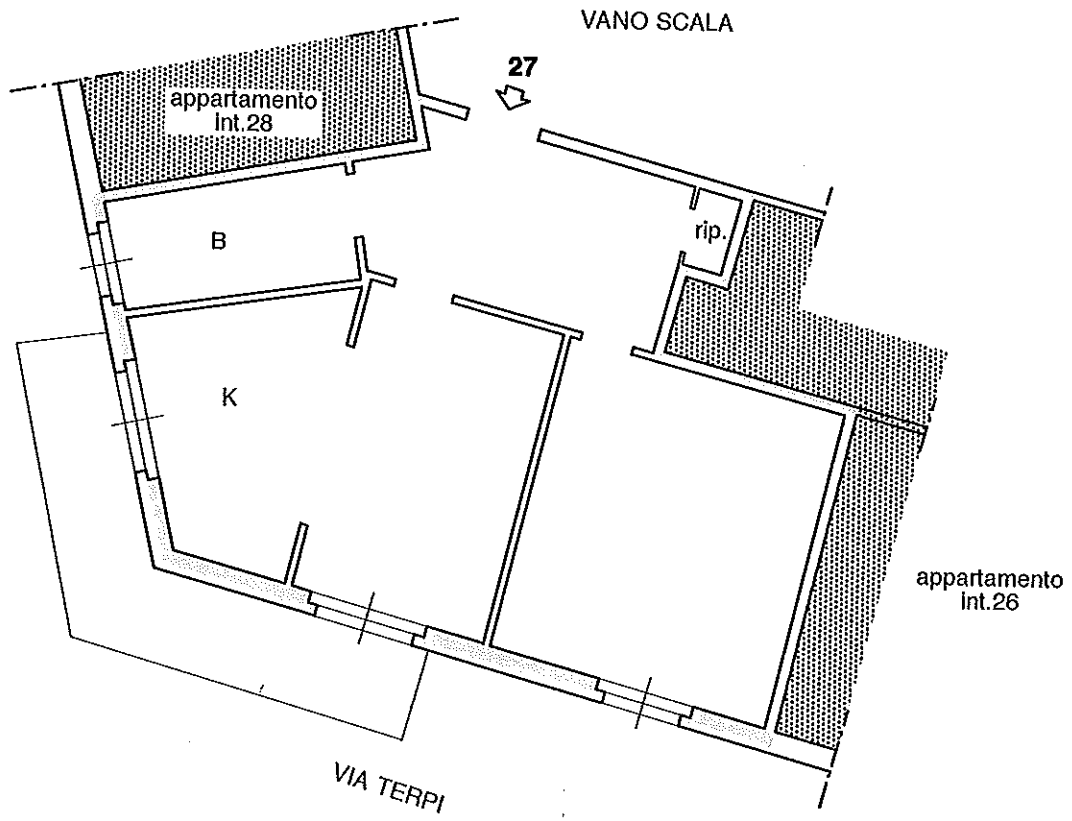 VANO SCALA
27
appartamento
int.28
B
rip.
K
appartamento
int.26
VIA TERPI